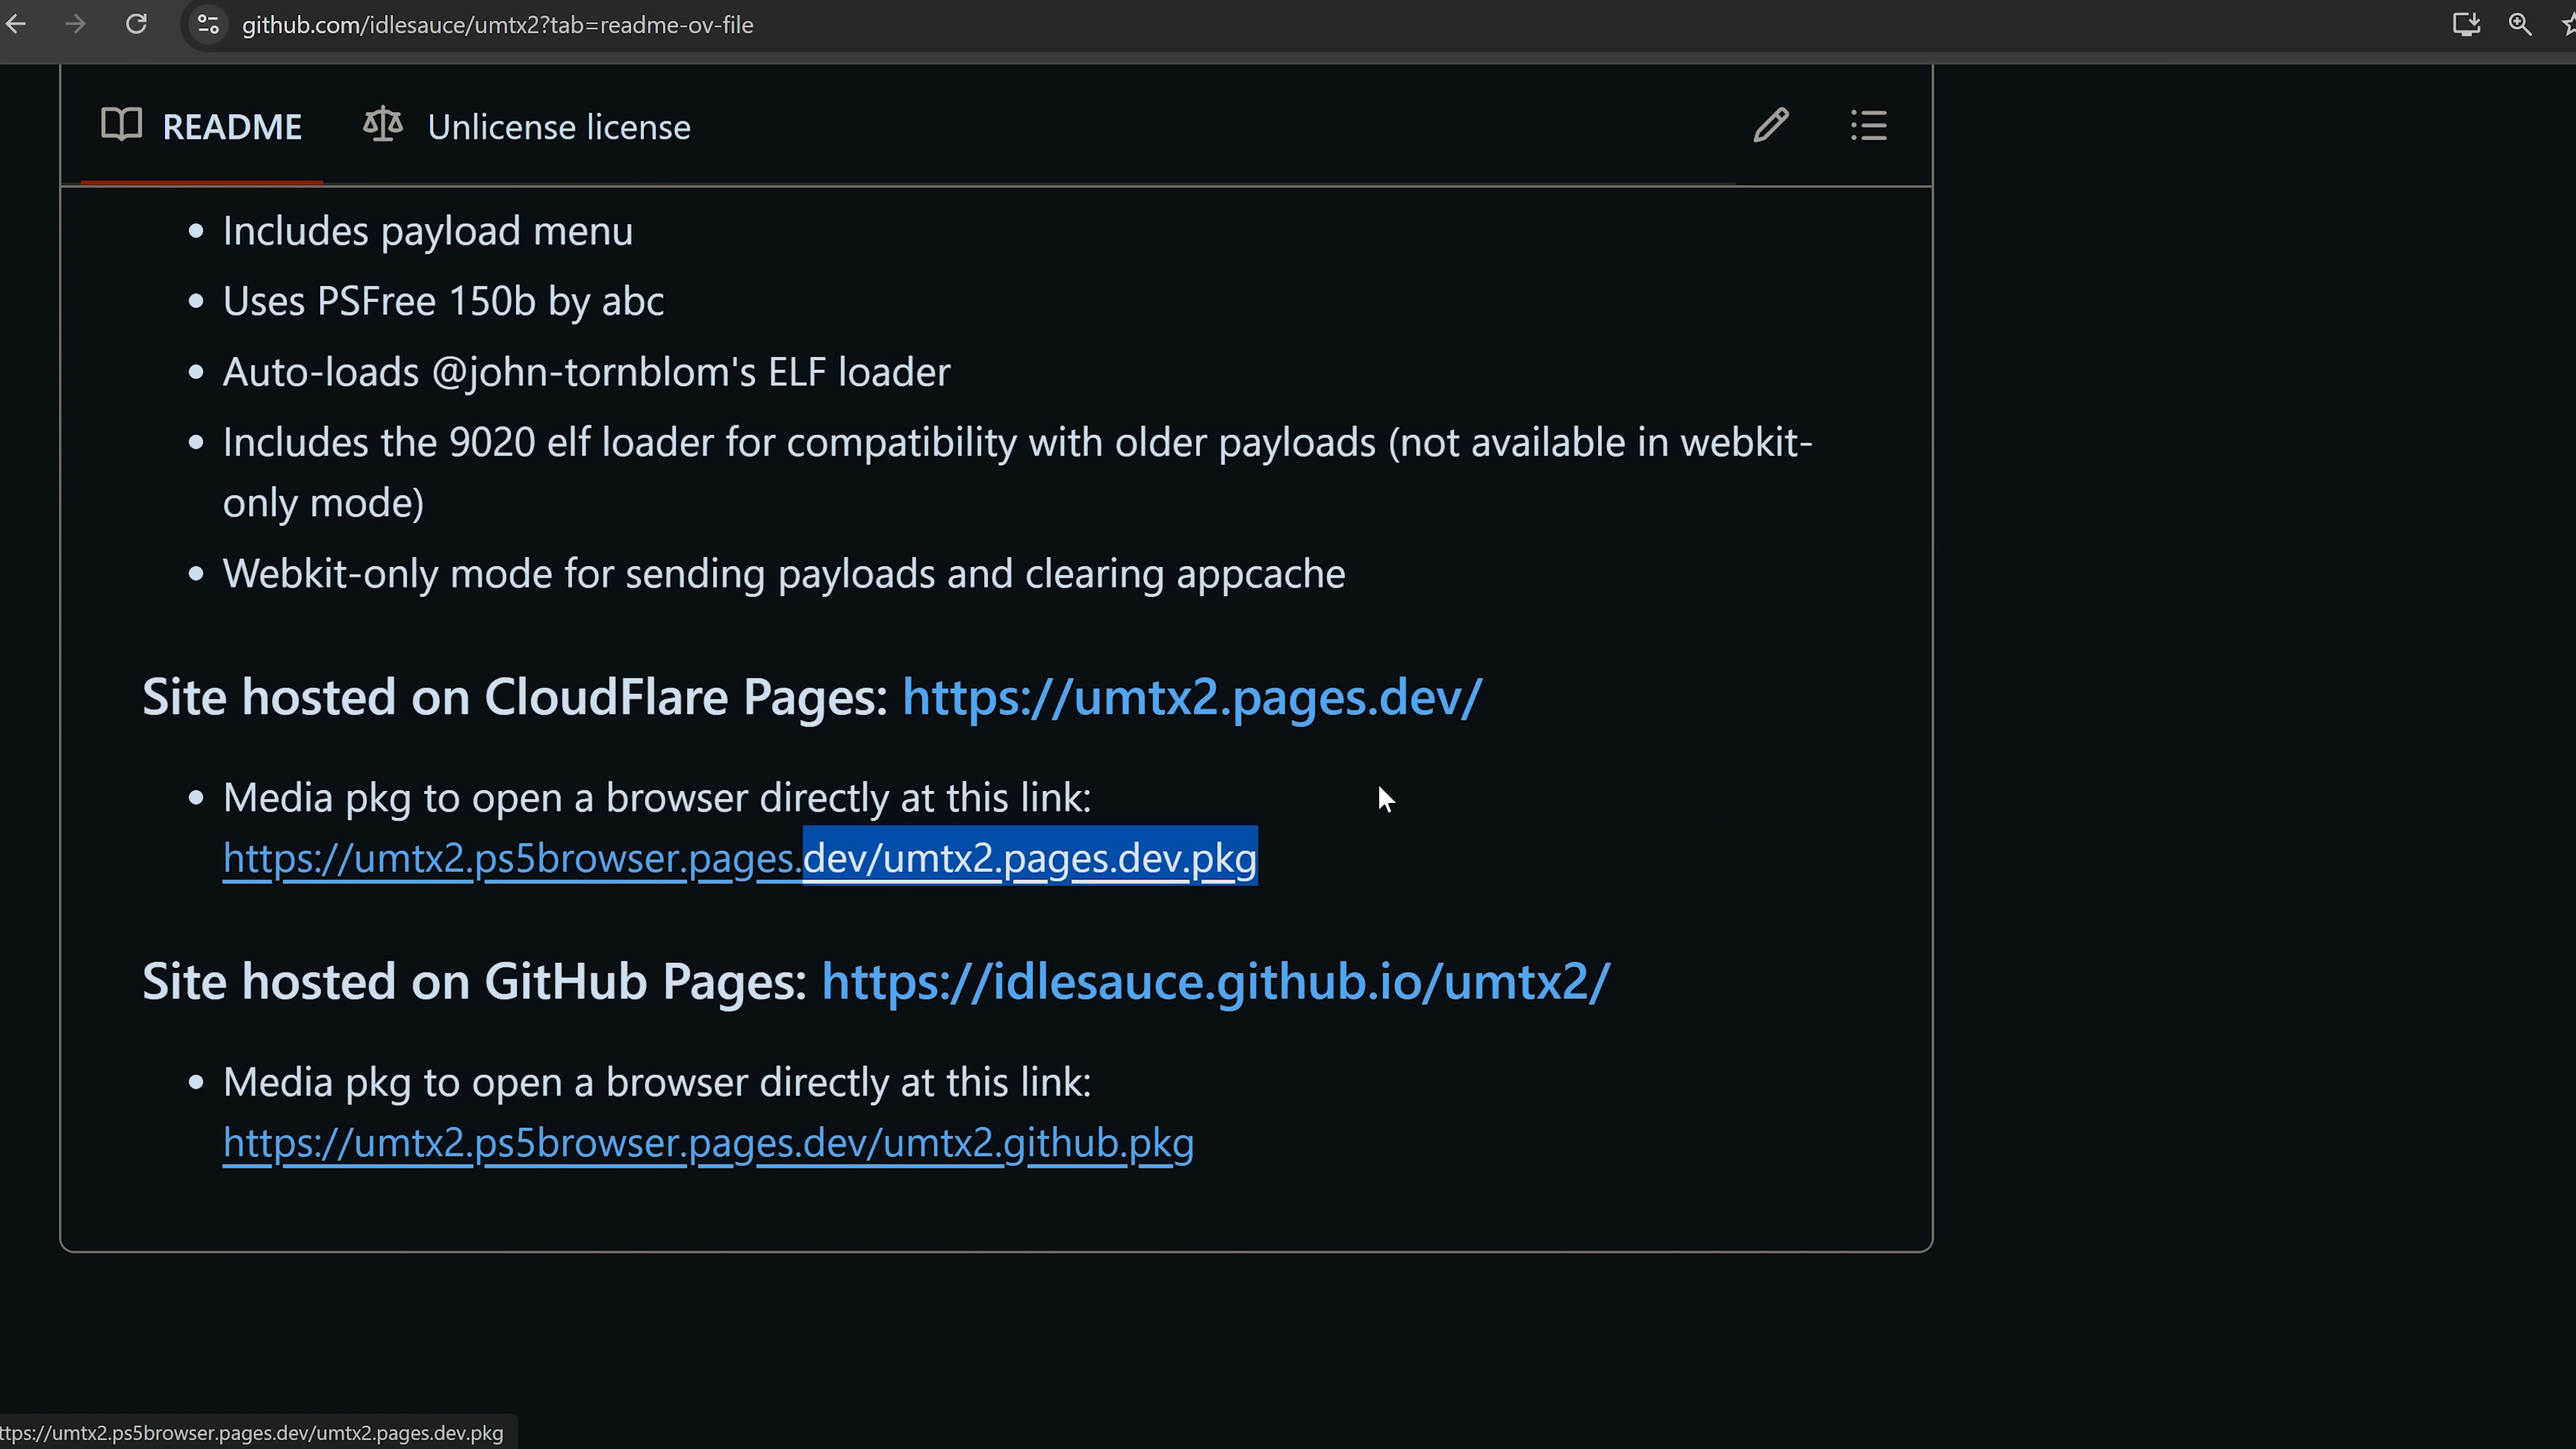 github.com/idlesauce/umtx2?tab=readme-ov-file
README Unlicense license
• Includes payload menu
• Uses PSFree 150b by abc
• Auto-loads @john-tornblom's ELF loader
• Includes the 9020 elf loader for compatibility with older payloads (not available in webkit-
only mode)
• Webkit-only mode for sending payloads and clearing appcache
Site hosted on CloudFlare Pages: https://umtx2.pages.dev/
• Media pkg to open a browser directly at this link:
https://umtx2.ps5browser.pages.dev/umtx2.pages.dev.pkg
Site hosted on GitHub Pages: https://idlesauce.github.io/umtx2/
• Media pkg to open a browser directly at this link:
https://umtx2.ps5browser.pages.dev/umtx2.github.pkg
ttps://umtx2.ps5browser.pages.dev/umtx2.pages.dev.pkg